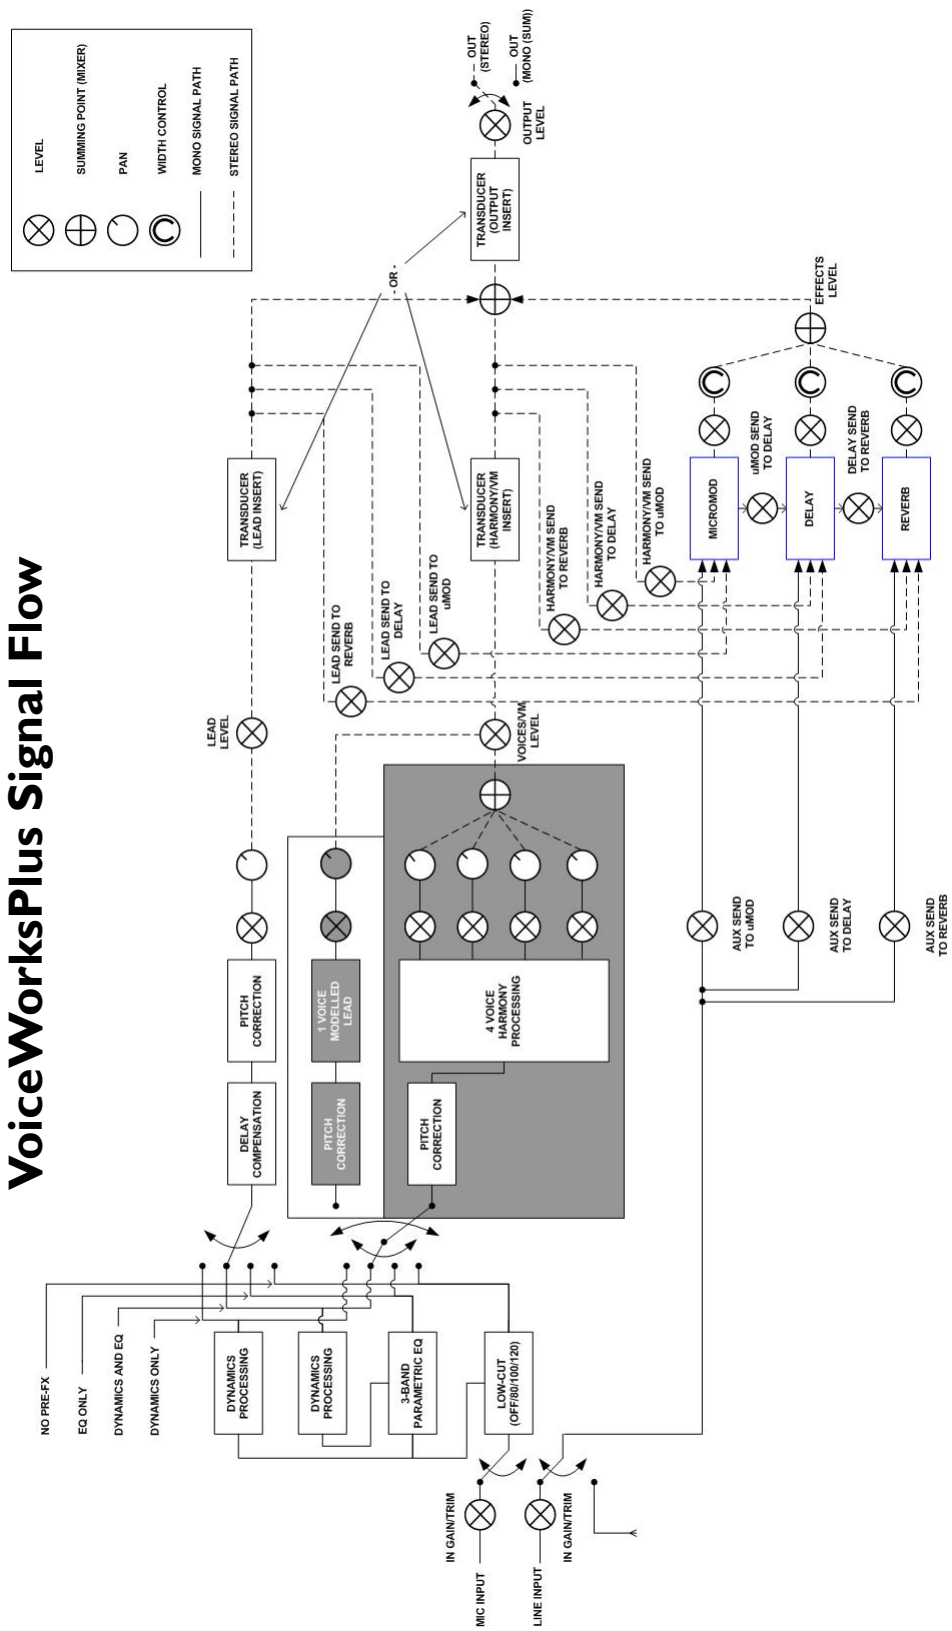 VoiceWorksPlus Signal Flow
NO PRE-FX
EQ ONLY
DYNAMICS AND EQ
DYNAMICS ONLY
DYNAMICS
PROCESSING
DYNAMICS
PROCESSING
3-BAND
PARAMETRIC EQ
LOW-CUT
(OFF/80/100/120)
IN GAIN/TRIM
MIC INPUT
LINE INPUT
IN GAIN/TRIM
DELAY
COMPENSATION
PITCH
CORRECTION
PITCH
CORRECTION
1 VOICE
MODELLED
LEAD
PITCH
CORRECTION
4 VOICE
HARMONY
PROCESSING
LEAD
LEVEL
VOICES/VM
LEVEL
AUX SEND
TO uMOD
AUX SEND
TO DELAY
AUX SEND
TO REVERB
LEAD SEND TO
REVERB
LEAD SEND TO
DELAY
LEAD SEND TO
uMOD
HARMONY/VM SEND
TO REVERB
HARMONY/VM SEND
TO DELAY
HARMONY/VM SEND
TO uMOD
TRANSDUCER
(LEAD INSERT)
TRANSDUCER
(HARMONY/VM
INSERT)
- OR -
MICROMOD
uMOD SEND
TO DELAY
DELAY
DELAY SEND
TO REVERB
REVERB
EFFECTS
LEVEL
TRANSDUCER
(OUTPUT
INSERT)
OUTPUT
LEVEL
OUT
(STEREO)
OUT
(MONO (SUM))
LEVEL
SUMMING POINT (MIXER)
PAN
WIDTH CONTROL
MONO SIGNAL PATH
STEREO SIGNAL PATH